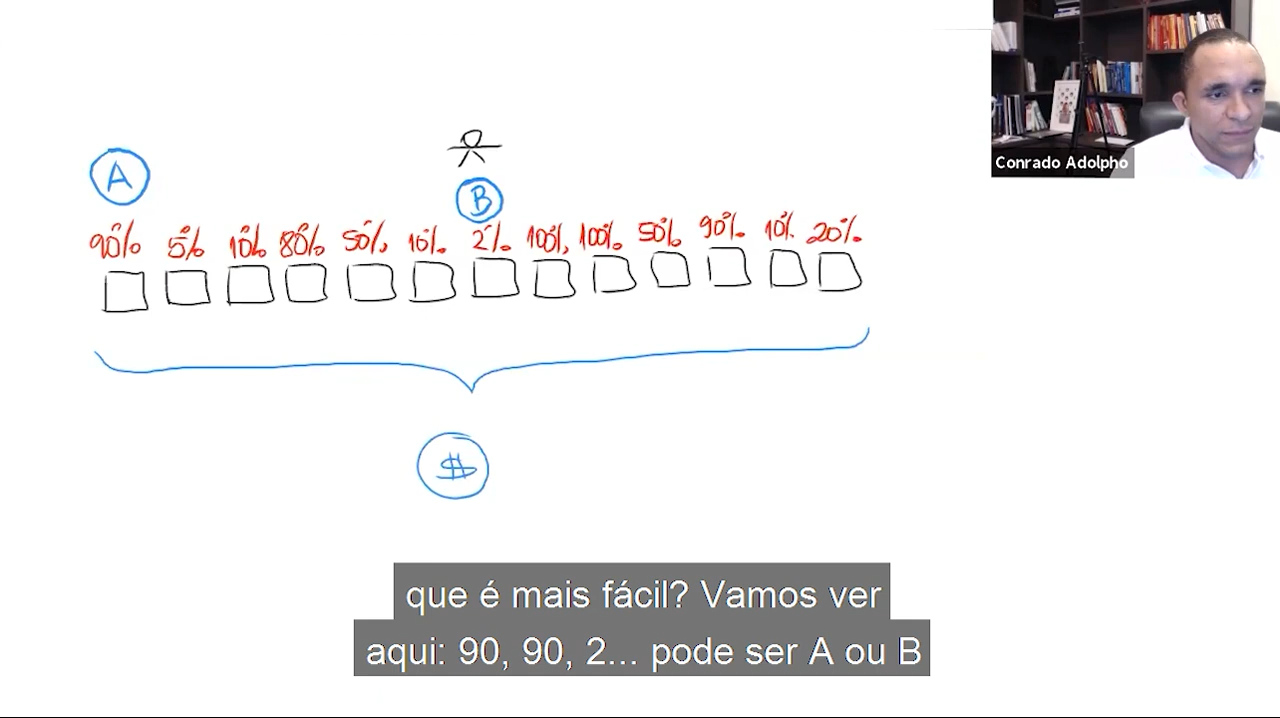 Conrado Adolpho
A
B
90% 5% 10% 80% 50% 10% 2% 100% 100% 50% 90% 10% 20%
$
que é mais fácil? Vamos ver
aqui: 90, 90, 2... pode ser A ou B